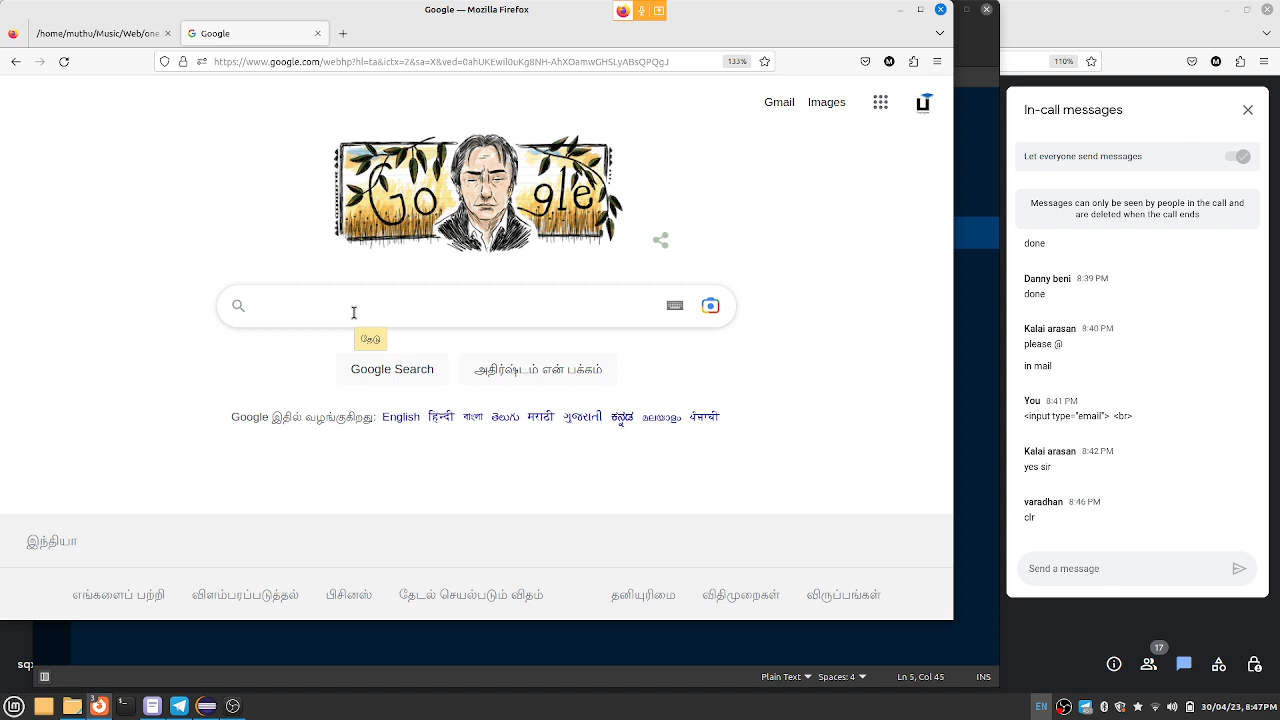 Google — Mozilla Firefox
/home/muthu/Music/Web/one.
Google
https://www.google.com/webhp?hl=ta&ictx=2&sa=X&ved=0ahUKEwil0uKg8NH-AhXOamwGHSLyABsQPQgJ
133%
110%
Gmail Images
Google
தேடு
Google Search
அதிர்ஷ்டம் என் பக்கம்
Google இதில் வழங்குகிறது: English हिन्दी বাংলা తెలుగు मराठी ગુજરાતી ಕನ್ನಡ മലയാളം ਪੰਜਾਬੀ
இந்தியா
எங்களைப் பற்றி விளம்பரப்படுத்தல் பிசினஸ் தேடல் செயல்படும் விதம் தனியுரிமை விதிமுறைகள் விருப்பங்கள்
In-call messages
Let everyone send messages
Messages can only be seen by people in the call and
are deleted when the call ends
done
Danny beni 8:39 PM
done
Kalai arasan 8:40 PM
please @
in mail
You 8:41 PM
<input type="email"> <br>
Kalai arasan 8:42 PM
yes sir
varadhan 8:46 PM
clr
Send a message
17
Plain Text Spaces: 4 Ln 5, Col 45 INS
3
EN
30/04/23, 8:47PM